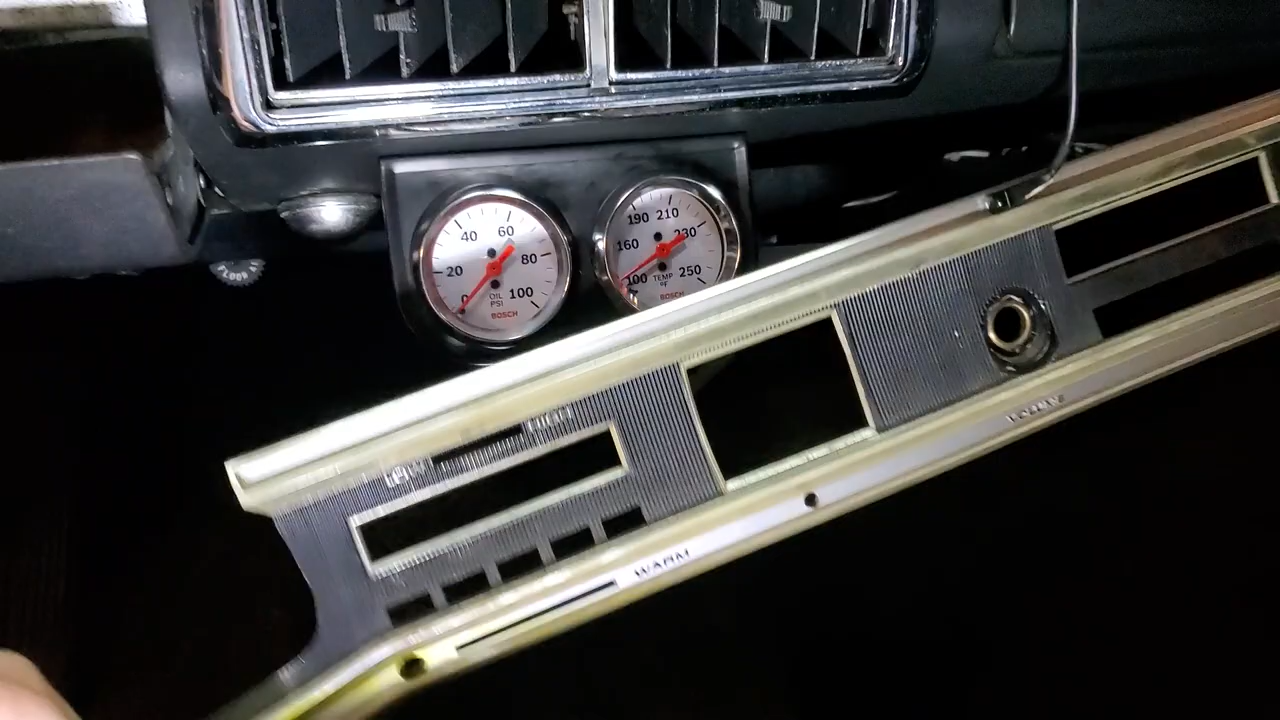 40 60
20 80
0 100
OIL
PSI
BOSCH
190 210
160 230
100 250
TEMP
°F
BOSCH
WARM